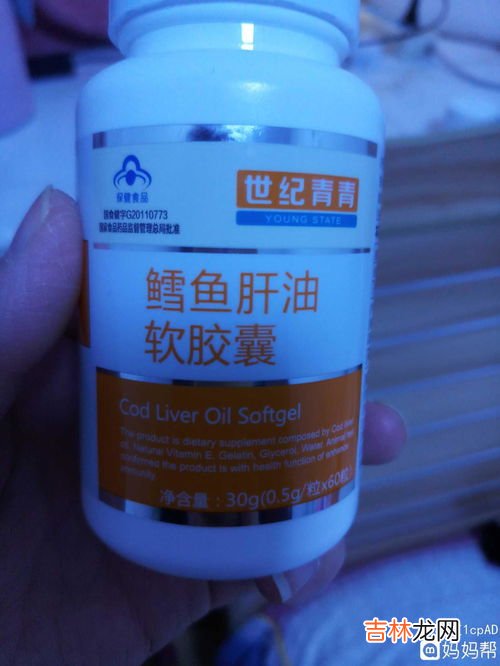 保健食品
国食健字G20110773
国家食品药品监督管理总局批准
世纪青青
YOUNG STATE
鳕鱼肝油
软胶囊
Cod Liver Oil Softgel
The product is dietary supplement composed by Cod
oil, Natural Vitamin E, Gelatin, Glycerol, Water. Animal
confirmed the product is with health function of
immunity.
净含量：30g(0.5g/粒x60粒)
1cpAD
妈妈帮
吉林龙网